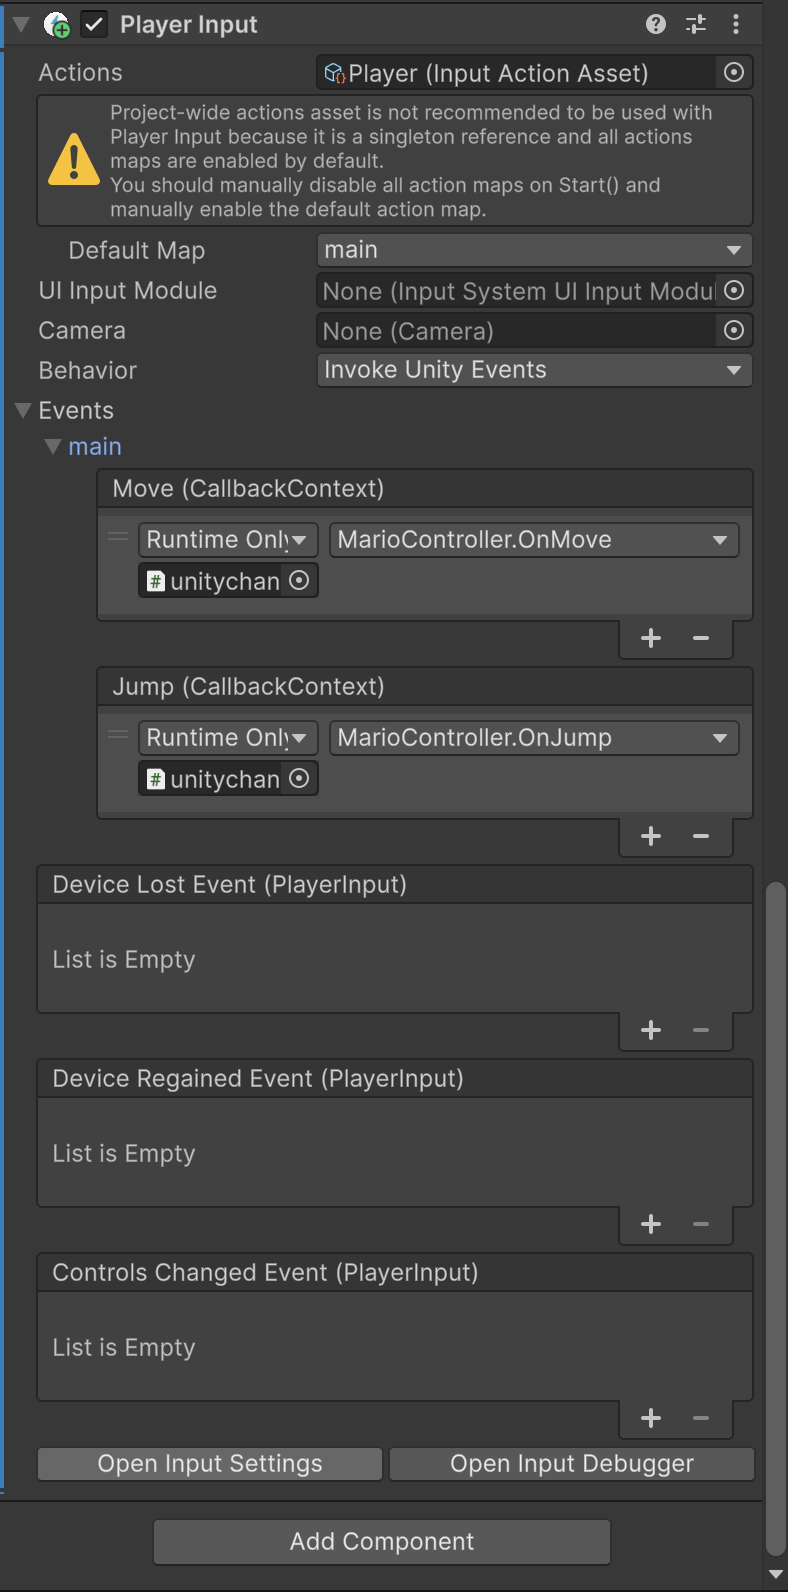 Player Input
Actions
Player (Input Action Asset)
Project-wide actions asset is not recommended to be used with
Player Input because it is a singleton reference and all actions
maps are enabled by default.
You should manually disable all action maps on Start() and
manually enable the default action map.
Default Map
main
UI Input Module
None (Input System UI Input Modul
Camera
None (Camera)
Behavior
Invoke Unity Events
Events
main
Move (CallbackContext)
Runtime Only
MarioController.OnMove
# unitychan
Jump (CallbackContext)
Runtime Only
MarioController.OnJump
# unitychan
Device Lost Event (PlayerInput)
List is Empty
Device Regained Event (PlayerInput)
List is Empty
Controls Changed Event (PlayerInput)
List is Empty
Open Input Settings
Open Input Debugger
Add Component